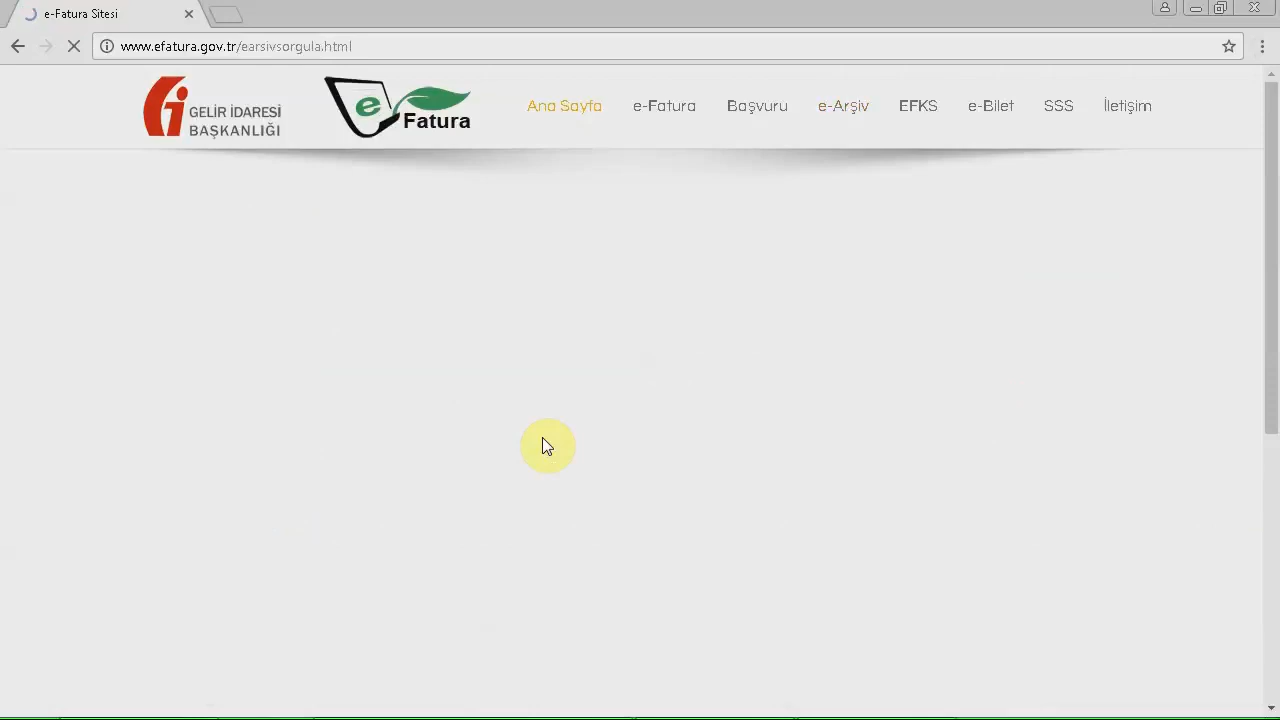 e-Fatura Sitesi
www.efatura.gov.tr/earsivsorgula.html
GELİR İDARESİ
BAŞKANLIĞI
e
Fatura
Ana Sayfa e-Fatura Başvuru e-Arşiv EFKS e-Bilet SSS İletişim